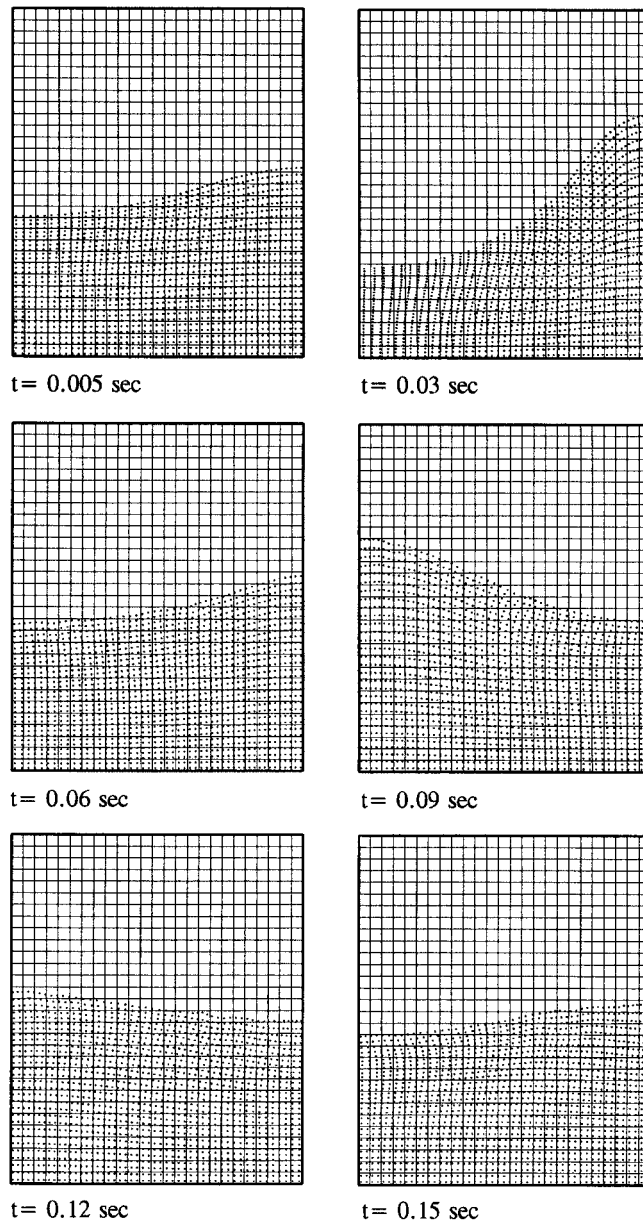 t= 0.005 sec
t= 0.03 sec
t= 0.06 sec
t= 0.09 sec
t= 0.12 sec
t= 0.15 sec